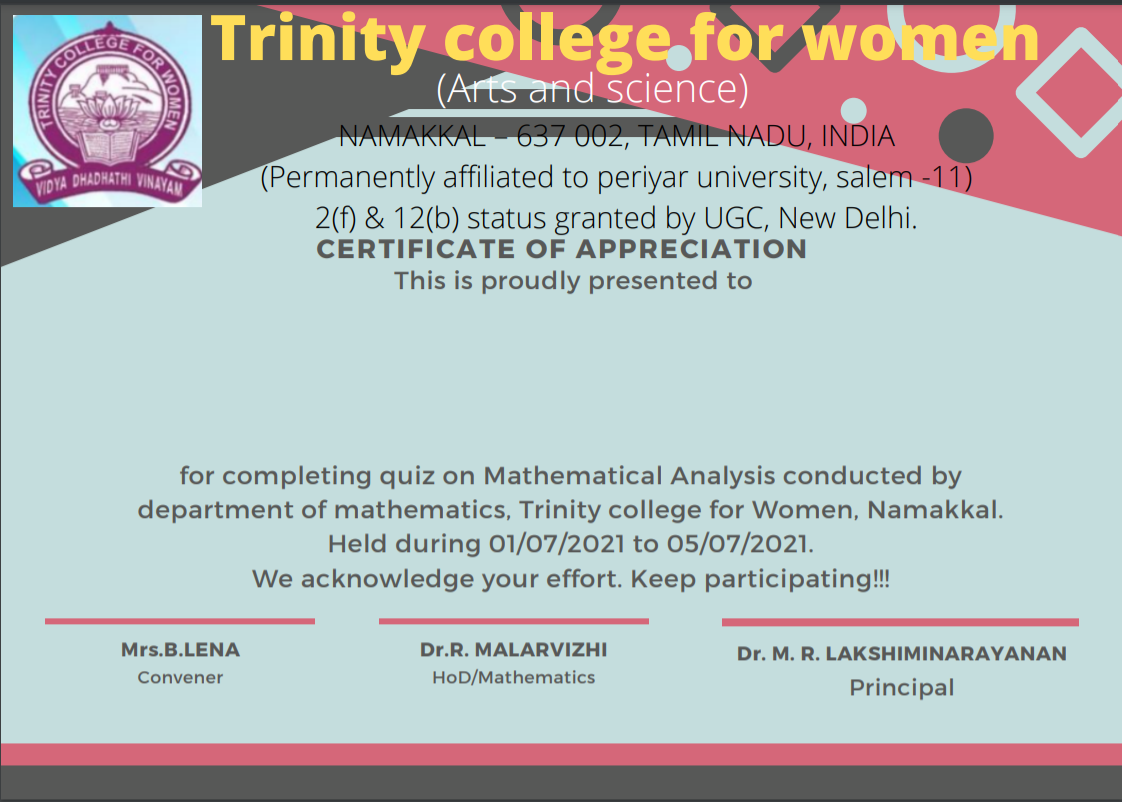 TRINITY COLLEGE FOR WOMEN
VIDYA DHADHATHI VINAYAM
Trinity college for women
(Arts and science)
NAMAKKAL – 637 002, TAMIL NADU, INDIA
(Permanently affiliated to periyar university, salem -11)
2(f) & 12(b) status granted by UGC, New Delhi.
CERTIFICATE OF APPRECIATION
This is proudly presented to
for completing quiz on Mathematical Analysis conducted by
department of mathematics, Trinity college for Women, Namakkal.
Held during 01/07/2021 to 05/07/2021.
We acknowledge your effort. Keep participating!!!
Mrs.B.LENA
Convener
Dr.R. MALARVIZHI
HoD/Mathematics
Dr. M. R. LAKSHIMINARAYANAN
Principal